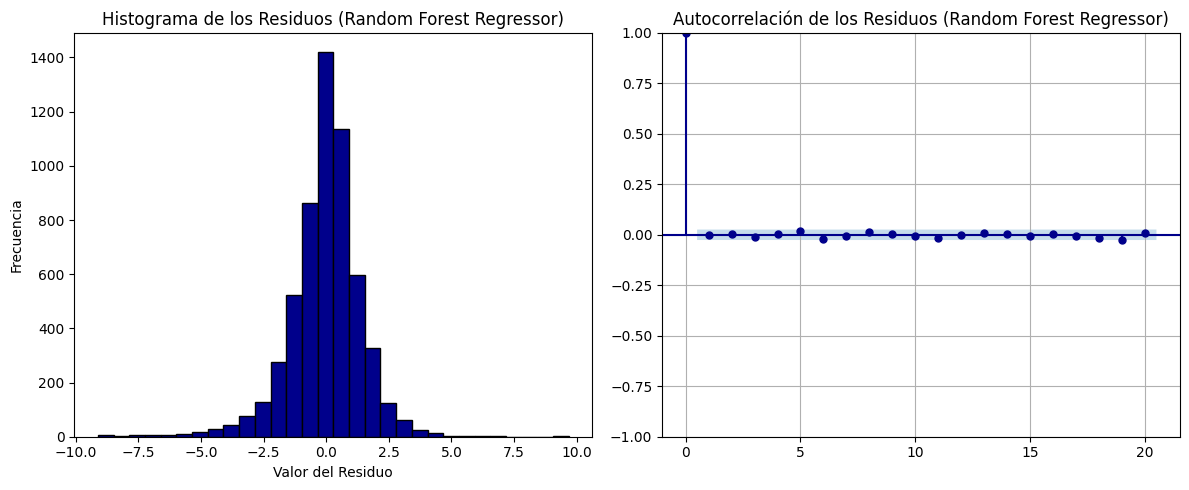 Histograma de los Residuos (Random Forest Regressor)
1400
1200
1000
800
600
400
200
0
Frecuencia
−10.0 −7.5 −5.0 −2.5 0.0 2.5 5.0 7.5 10.0
Valor del Residuo
Autocorrelación de los Residuos (Random Forest Regressor)
1.00
0.75
0.50
0.25
0.00
−0.25
−0.50
−0.75
−1.00
0 5 10 15 20